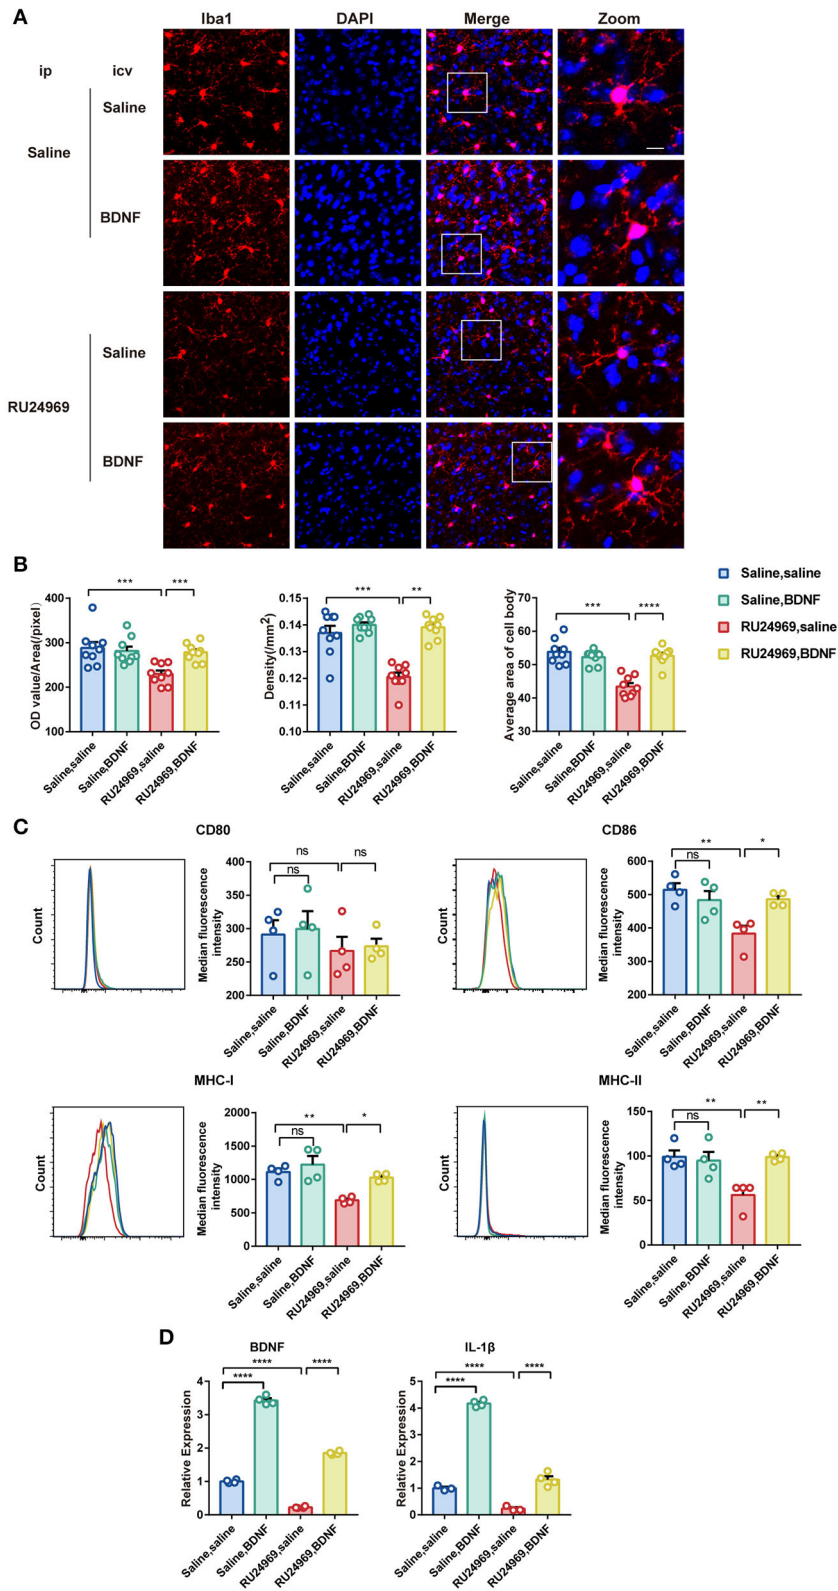 A
Iba1 DAPI Merge Zoom
ip icv
Saline
Saline
BDNF
Saline
RU24969
BDNF
B
*** ***
400
300
200
100
OD value/Area(/pixel)
Saline,saline
Saline,BDNF
RU24969,saline
RU24969,BDNF
*** **
0.15
0.14
0.13
0.12
0.11
0.10
Density(/mm²)
Saline,saline
Saline,BDNF
RU24969,saline
RU24969,BDNF
*** ****
70
60
50
40
30
Average area of cell body
Saline,saline
Saline,BDNF
RU24969,saline
RU24969,BDNF
Saline,saline
Saline,BDNF
RU24969,saline
RU24969,BDNF
C
CD80
Count
ns ns
ns
400
350
300
250
200
Median fluorescence
intensity
Saline,saline
Saline,BDNF
RU24969,saline
RU24969,BDNF
CD86
Count
** *
ns
600
500
400
300
200
Median fluorescence
intensity
Saline,saline
Saline,BDNF
RU24969,saline
RU24969,BDNF
MHC-I
Count
** *
ns
2000
1500
1000
500
0
Median fluorescence
intensity
Saline,saline
Saline,BDNF
RU24969,saline
RU24969,BDNF
MHC-II
Count
** **
ns
150
100
50
0
Median fluorescence
intensity
Saline,saline
Saline,BDNF
RU24969,saline
RU24969,BDNF
D
BDNF
**** ****
****
4
3
2
1
0
Relative Expression
Saline,saline
Saline,BDNF
RU24969,saline
RU24969,BDNF
IL-1β
**** ****
****
5
4
3
2
1
0
Relative Expression
Saline,saline
Saline,BDNF
RU24969,saline
RU24969,BDNF